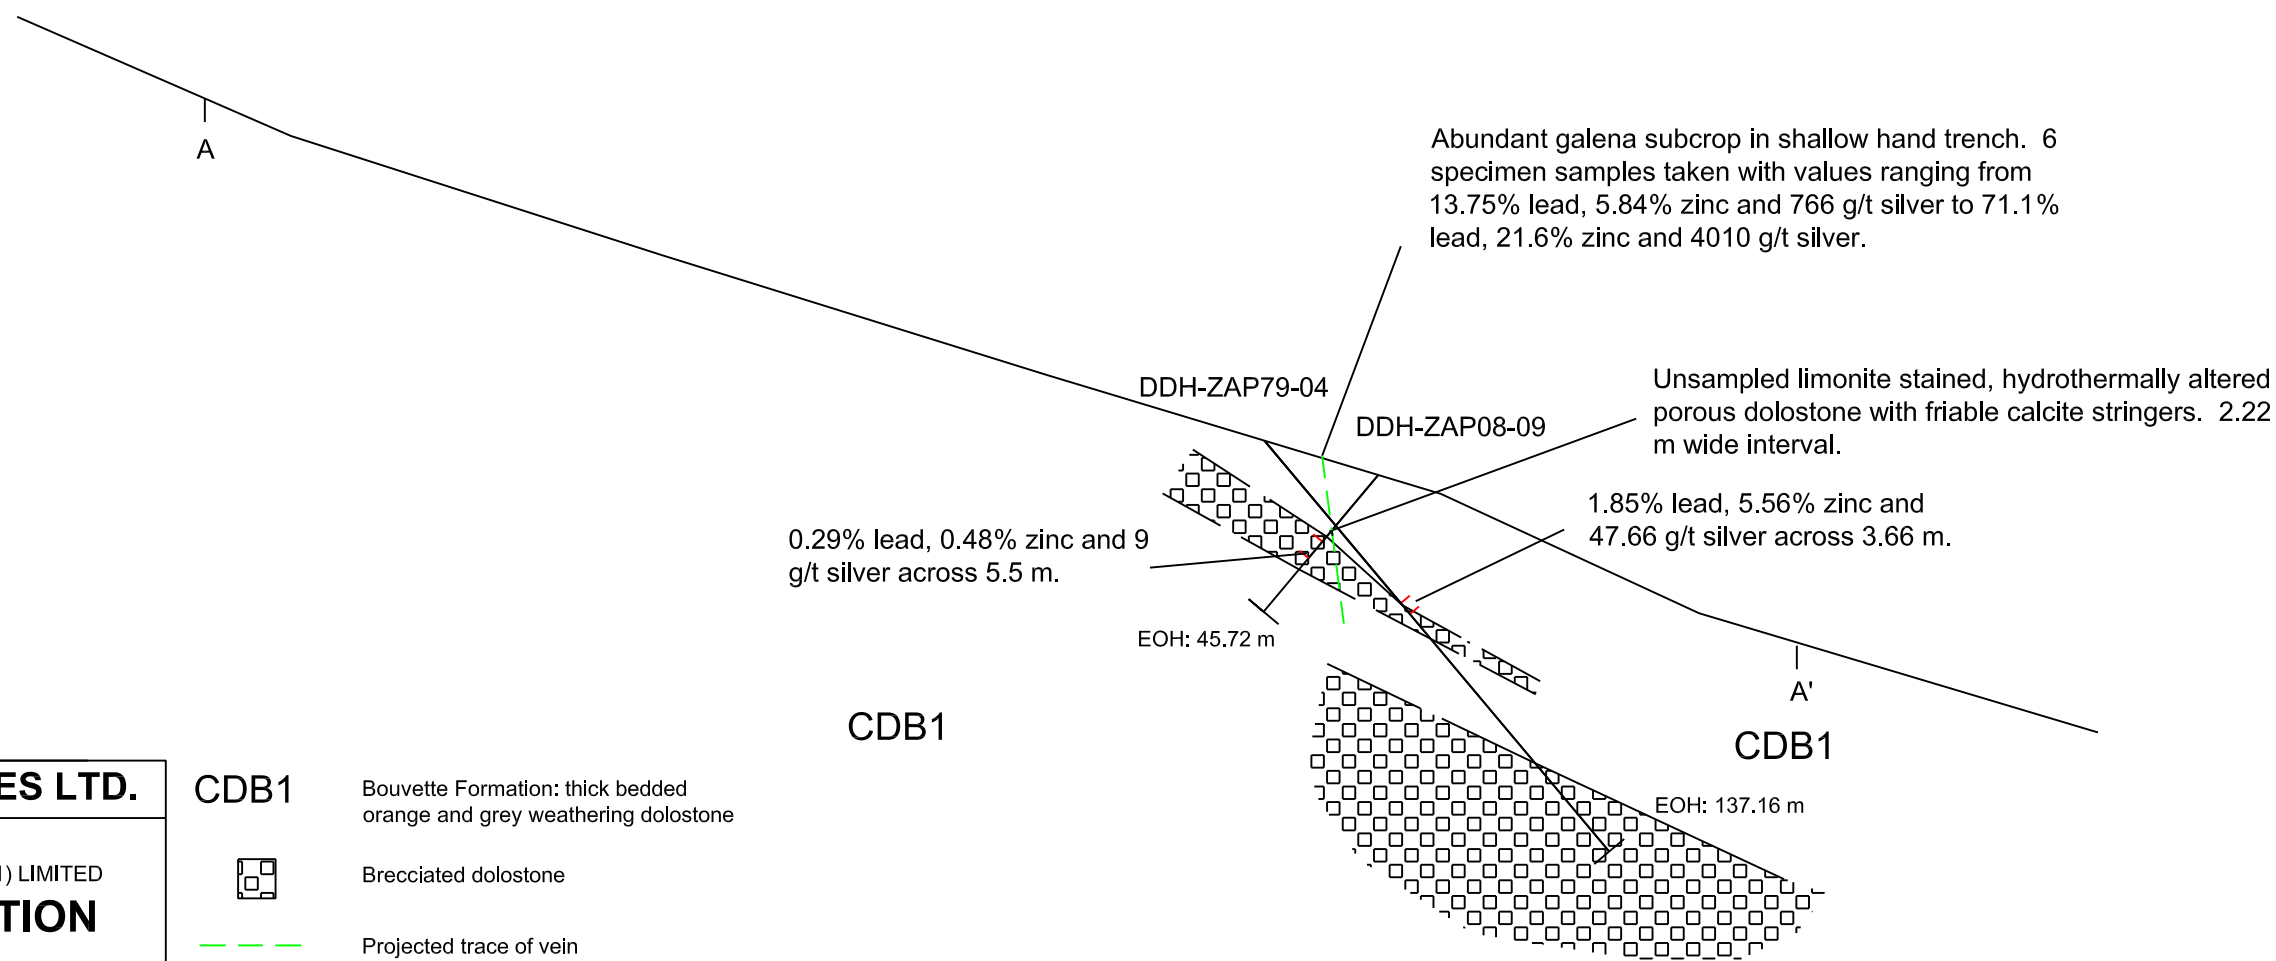 A
Abundant galena subcrop in shallow hand trench.  6
specimen samples taken with values ranging from
13.75% lead, 5.84% zinc and 766 g/t silver to 71.1%
lead, 21.6% zinc and 4010 g/t silver.
DDH-ZAP79-04
DDH-ZAP08-09
Unsampled limonite stained, hydrothermally altered
porous dolostone with friable calcite stringers.  2.22
m wide interval.
1.85% lead, 5.56% zinc and
47.66 g/t silver across 3.66 m.
0.29% lead, 0.48% zinc and 9
g/t silver across 5.5 m.
EOH: 45.72 m
A'
CDB1
CDB1
EOH: 137.16 m
ES LTD.
1) LIMITED
TION
CDB1
Bouvette Formation: thick bedded
orange and grey weathering dolostone
Brecciated dolostone
Projected trace of vein